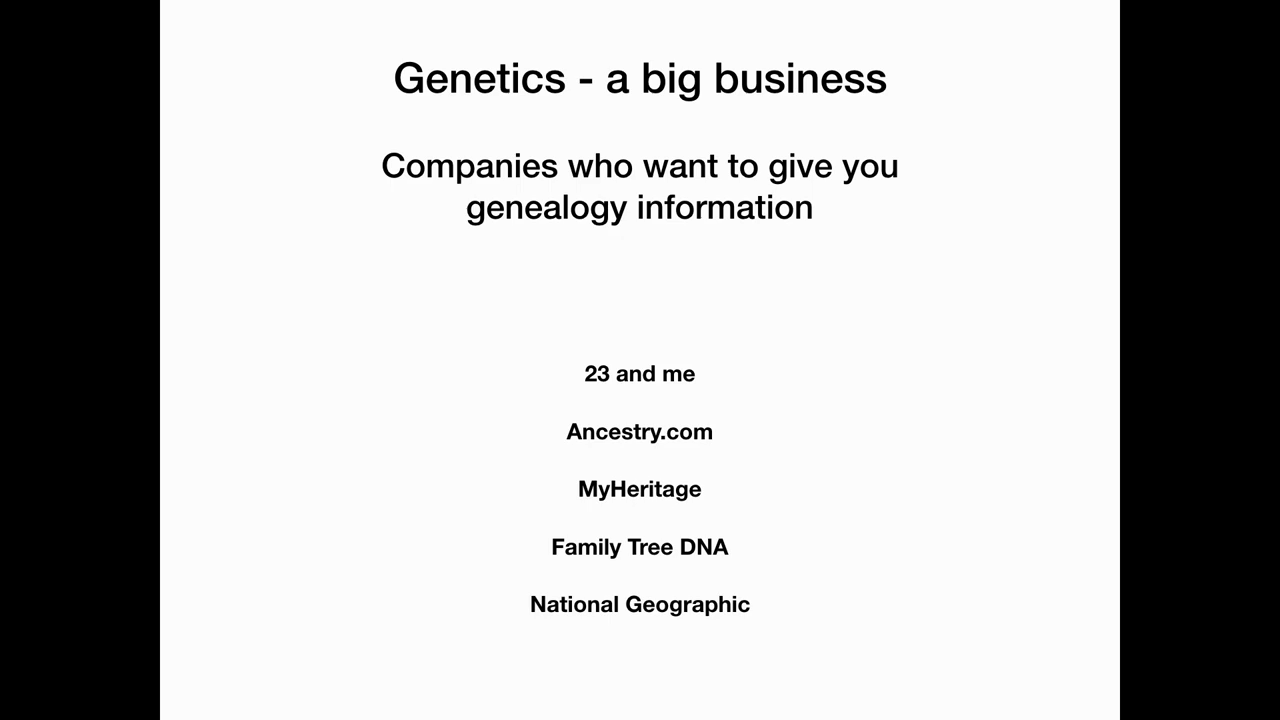 Genetics - a big business
Companies who want to give you
genealogy information
23 and me
Ancestry.com
MyHeritage
Family Tree DNA
National Geographic